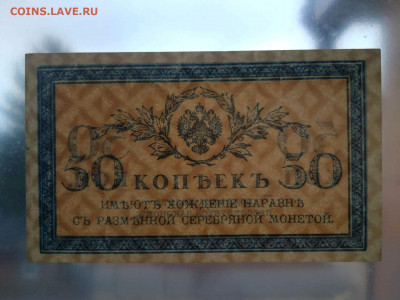 COINS.LAVE.RU
50 КОПѢЕКЪ 50
ИМѢЮТЪ ХОЖДЕНІЕ НАРАВНѢ
СЪ РАЗМѢННОЙ СЕРЕБРЯНОЙ МОНЕТОЙ.